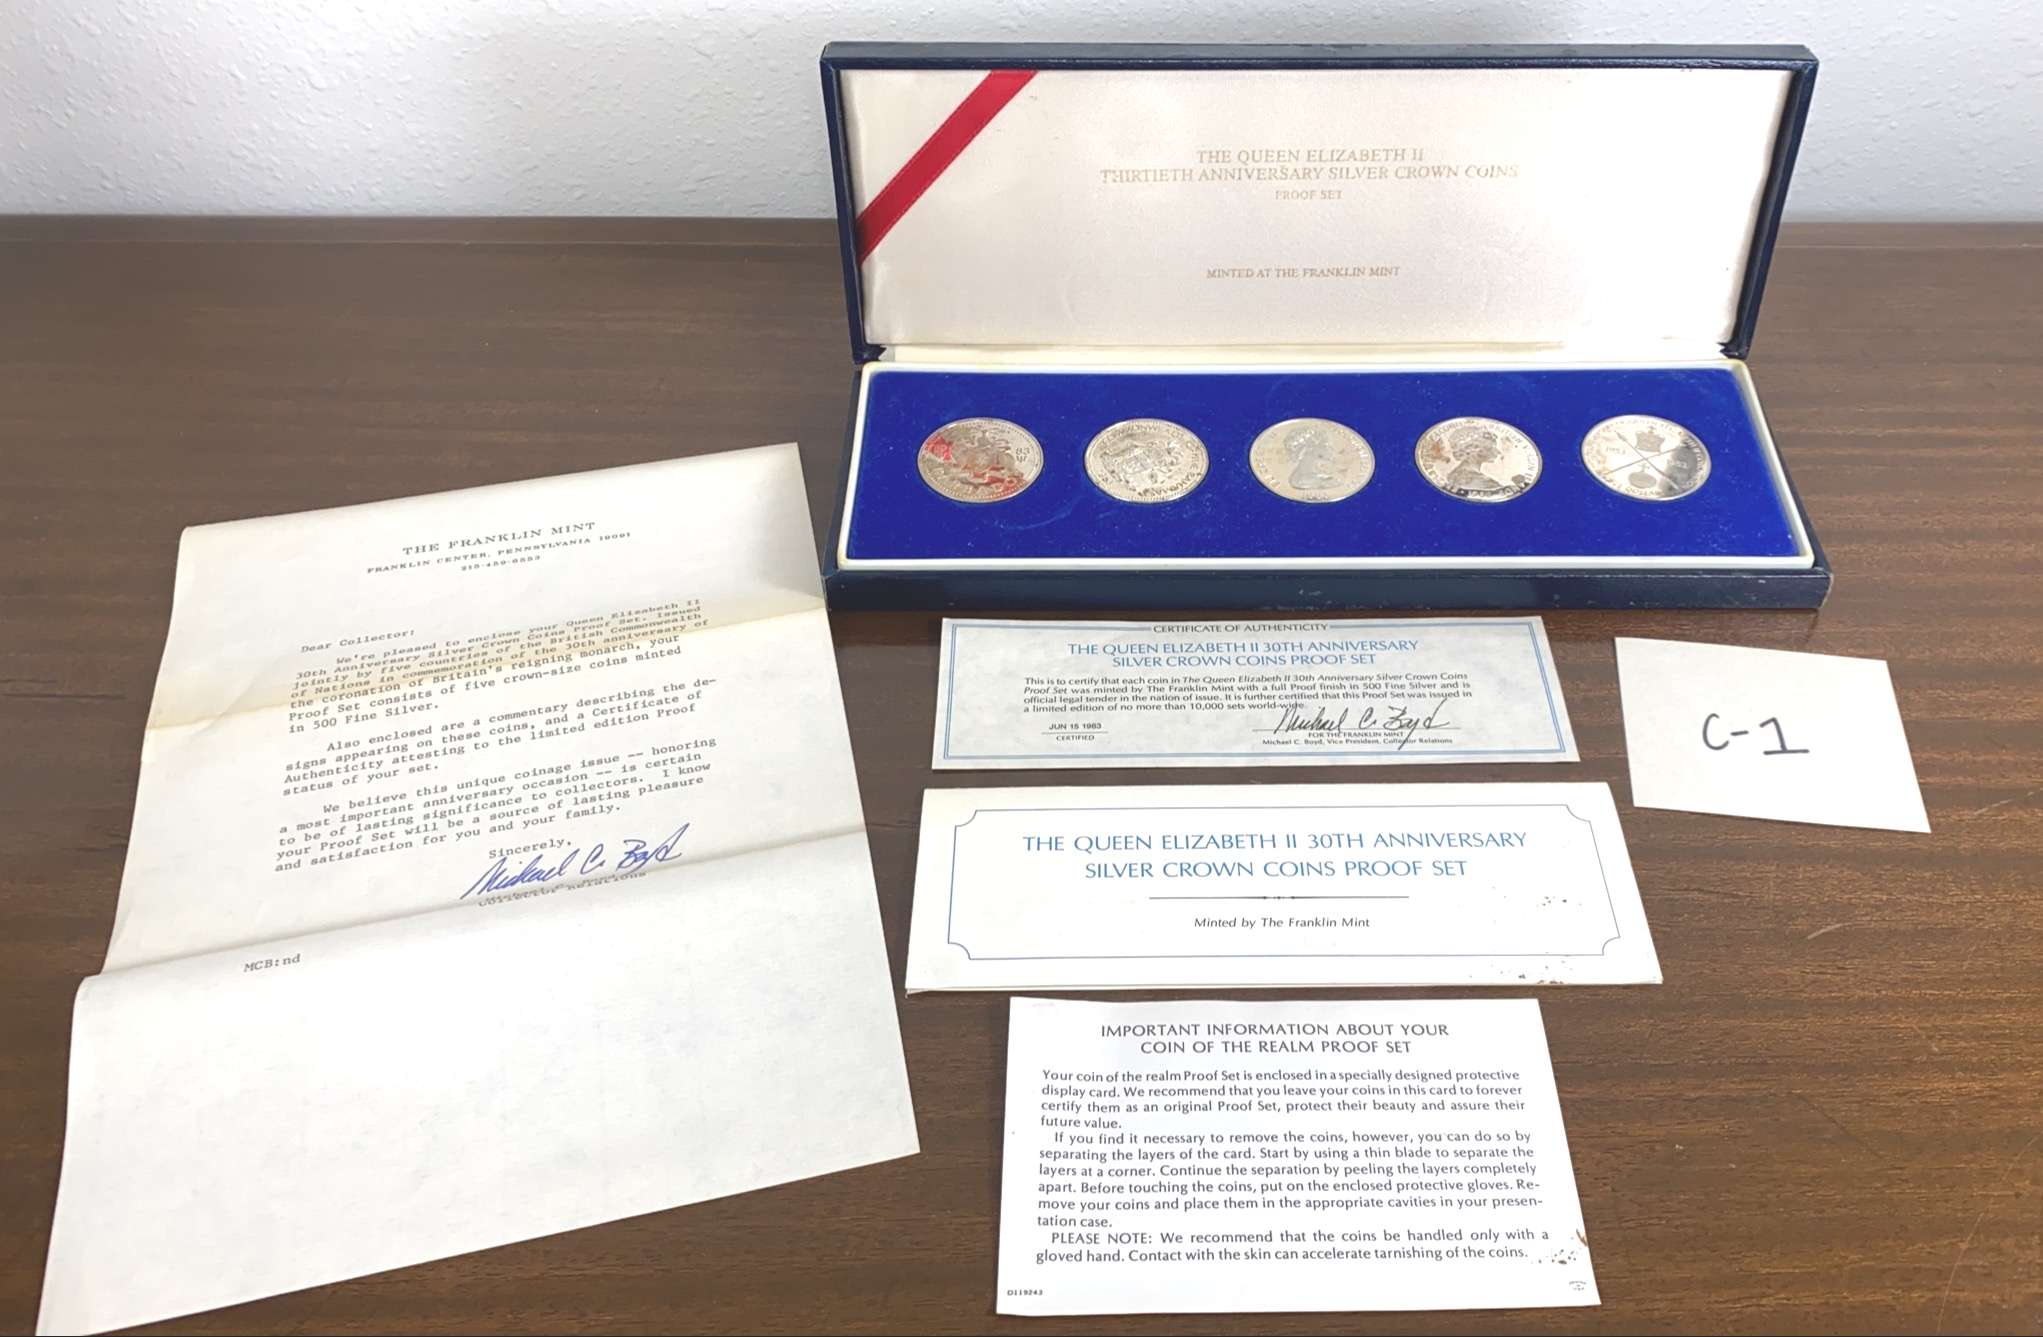 THE QUEEN ELIZABETH II
THIRTIETH ANNIVERSARY SILVER CROWN COINS
PROOF SET
MINTED AT THE FRANKLIN MINT
83
1953
1983
THE FRANKLIN MINT
FRANKLIN CENTER, PENNSYLVANIA 19091
215-459-6553
Dear Collector:
We're pleased to enclose your Queen Elizabeth II
30th Anniversary Silver Crown Coins Proof Set. Issued
jointly by five countries of the British Commonwealth
of Nations in commemoration of the 30th anniversary of
the coronation of Britain's reigning monarch, your
Proof Set consists of five crown-size coins minted
in 500 Fine Silver.
Also enclosed are a commentary describing the de-
signs appearing on these coins, and a Certificate of
Authenticity attesting to the limited edition Proof
status of your set.
We believe this unique coinage issue -- honoring
a most important anniversary occasion -- is certain
to be of lasting significance to collectors. I know
your Proof Set will be a source of lasting pleasure
and satisfaction for you and your family.
Sincerely,
Michael C. Boyd
Collector Relations
MCB:nd
CERTIFICATE OF AUTHENTICITY
THE QUEEN ELIZABETH II 30TH ANNIVERSARY
SILVER CROWN COINS PROOF SET
This is to certify that each coin in The Queen Elizabeth II 30th Anniversary Silver Crown Coins
Proof Set was minted by The Franklin Mint with a full Proof finish in 500 Fine Silver and is
official legal tender in the nation of issue. It is further certified that this Proof Set was issued in
a limited edition of no more than 10,000 sets world-wide.
JUN 15 1983
CERTIFIED
Michael C. Boyd
FOR THE FRANKLIN MINT
Michael C. Boyd, Vice President, Collector Relations
C-1
THE QUEEN ELIZABETH II 30TH ANNIVERSARY
SILVER CROWN COINS PROOF SET
Minted by The Franklin Mint
IMPORTANT INFORMATION ABOUT YOUR
COIN OF THE REALM PROOF SET
Your coin of the realm Proof Set is enclosed in a specially designed protective
display card. We recommend that you leave your coins in this card to forever
certify them as an original Proof Set, protect their beauty and assure their
future value.
If you find it necessary to remove the coins, however, you can do so by
separating the layers of the card. Start by using a thin blade to separate the
layers at a corner. Continue the separation by peeling the layers completely
apart. Before touching the coins, put on the enclosed protective gloves. Re-
move your coins and place them in the appropriate cavities in your presen-
tation case.
PLEASE NOTE: We recommend that the coins be handled only with a
gloved hand. Contact with the skin can accelerate tarnishing of the coins.
0119243